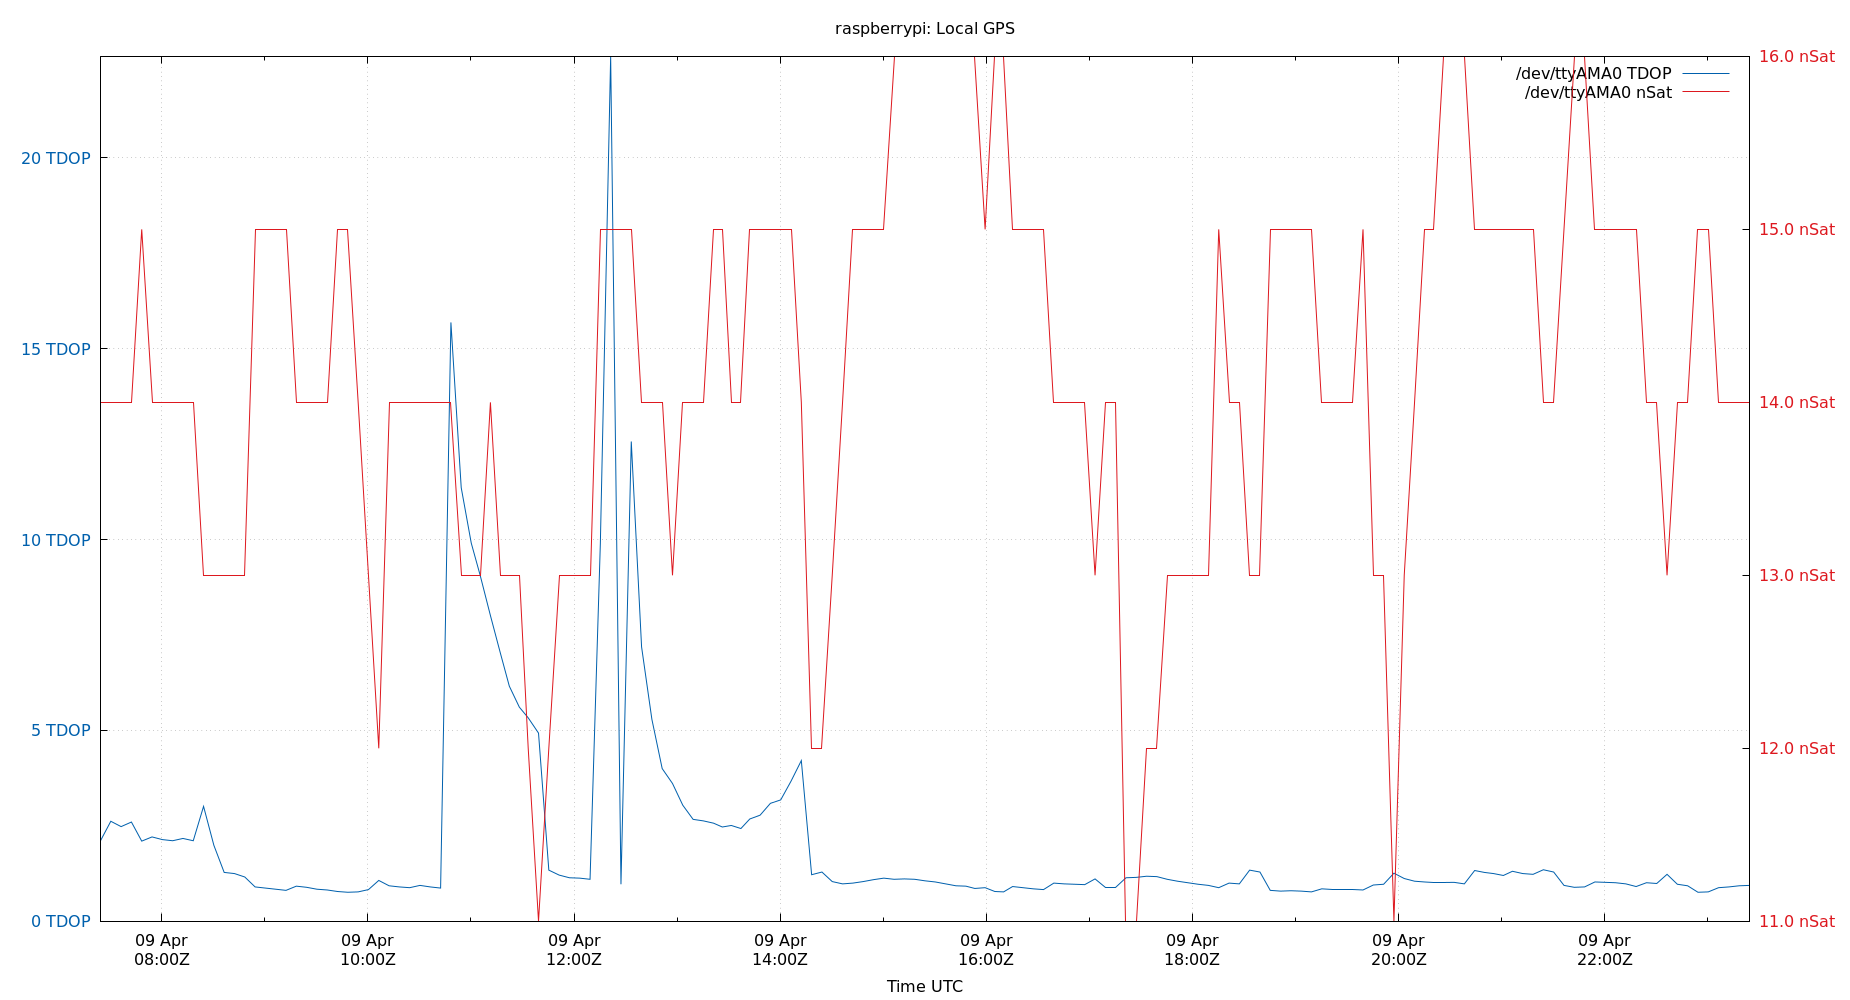 raspberrypi: Local GPS
/dev/ttyAMA0 TDOP
/dev/ttyAMA0 nSat
20 TDOP
15 TDOP
10 TDOP
5 TDOP
0 TDOP
16.0 nSat
15.0 nSat
14.0 nSat
13.0 nSat
12.0 nSat
11.0 nSat
09 Apr
08:00Z
09 Apr
10:00Z
09 Apr
12:00Z
09 Apr
14:00Z
09 Apr
16:00Z
09 Apr
18:00Z
09 Apr
20:00Z
09 Apr
22:00Z
Time UTC